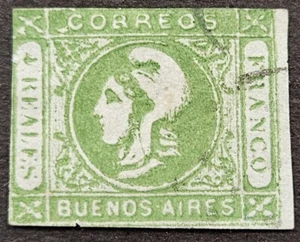 CORREOS
4 REALES
FRANCO
BUENOS-AIRES